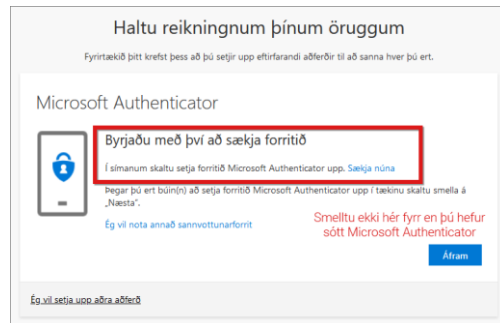 Haltu reikningnum þínum öruggum
Fyrirtækið þitt krefst þess að þú setjir upp eftirfarandi aðferðir til að sanna hver þú ert.
Microsoft Authenticator
Byrjaðu með því að sækja forritið
Í símanum skaltu setja forritið Microsoft Authenticator upp. Sækja núna
Þegar þú ert búin(n) að setja forritið Microsoft Authenticator upp í tækinu skaltu smella á
„Næsta“.
Ég vil nota annað sannvottunarforrit
Smelltu ekki hér fyrr en þú hefur
sótt Microsoft Authenticator
Áfram
Ég vil setja upp aðra aðferð